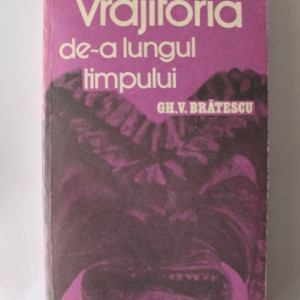 vrăjitoria
de-a lungul
timpului
GH.V. BRĂTESCU